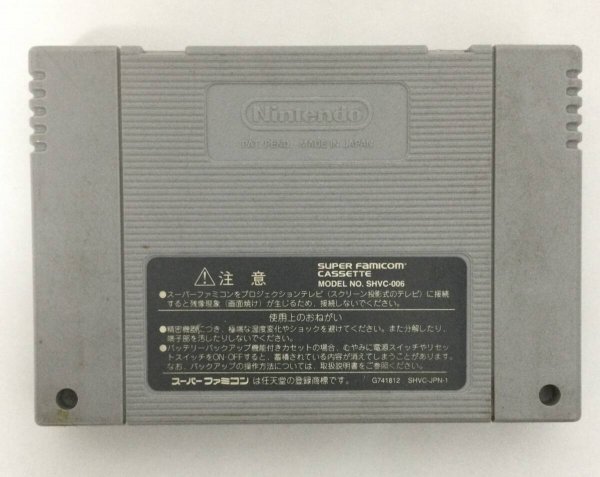 Nintendo
PAT. PEND. MADE IN JAPAN
注意
SUPER FAMICOM
CASSETTE
MODEL NO. SHVC-006
●スーパーファミコンをプロジェクションテレビ(スクリーン投影式のテレビ)に接続
すると残像現象(画面焼け)が生じるため、接続しないでください。
使用上のおねがい
●精密機器につき、極端な温度変化やショックを避けてください。また分解したり、
端子部を汚したりしないでください。
●バッテリーバックアップ機能付きカセットの場合、むやみに電源スイッチやリセッ
トスイッチをON・OFFすると、蓄積されている内容が消えてしまうことがあります。
なお、バックアップの操作方法については、取扱説明書をご参照ください。
スーパーファミコン は任天堂の登録商標です。 G741812 SHVC-JPN-1